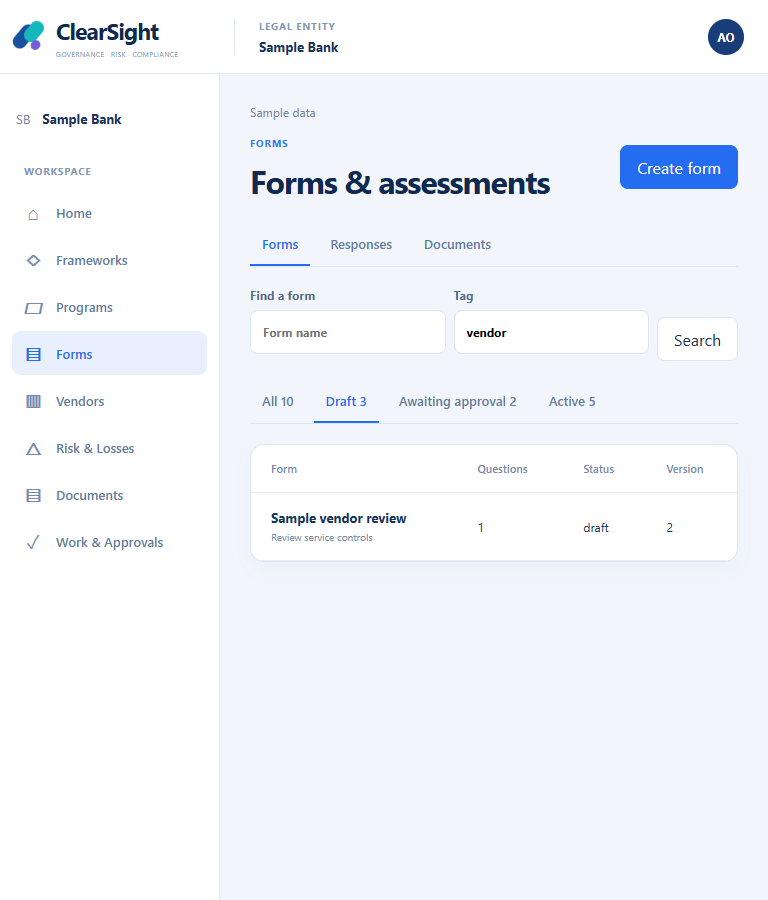 ClearSight
GOVERNANCE · RISK · COMPLIANCE
LEGAL ENTITY
Sample Bank
AO
SB Sample Bank
WORKSPACE
Home
Frameworks
Programs
Forms
Vendors
Risk & Losses
Documents
Work & Approvals
Sample data
FORMS
Forms & assessments
Create form
Forms Responses Documents
Find a form Tag
Form name vendor Search
All 10 Draft 3 Awaiting approval 2 Active 5
Form Questions Status Version
Sample vendor review 1 draft 2
Review service controls